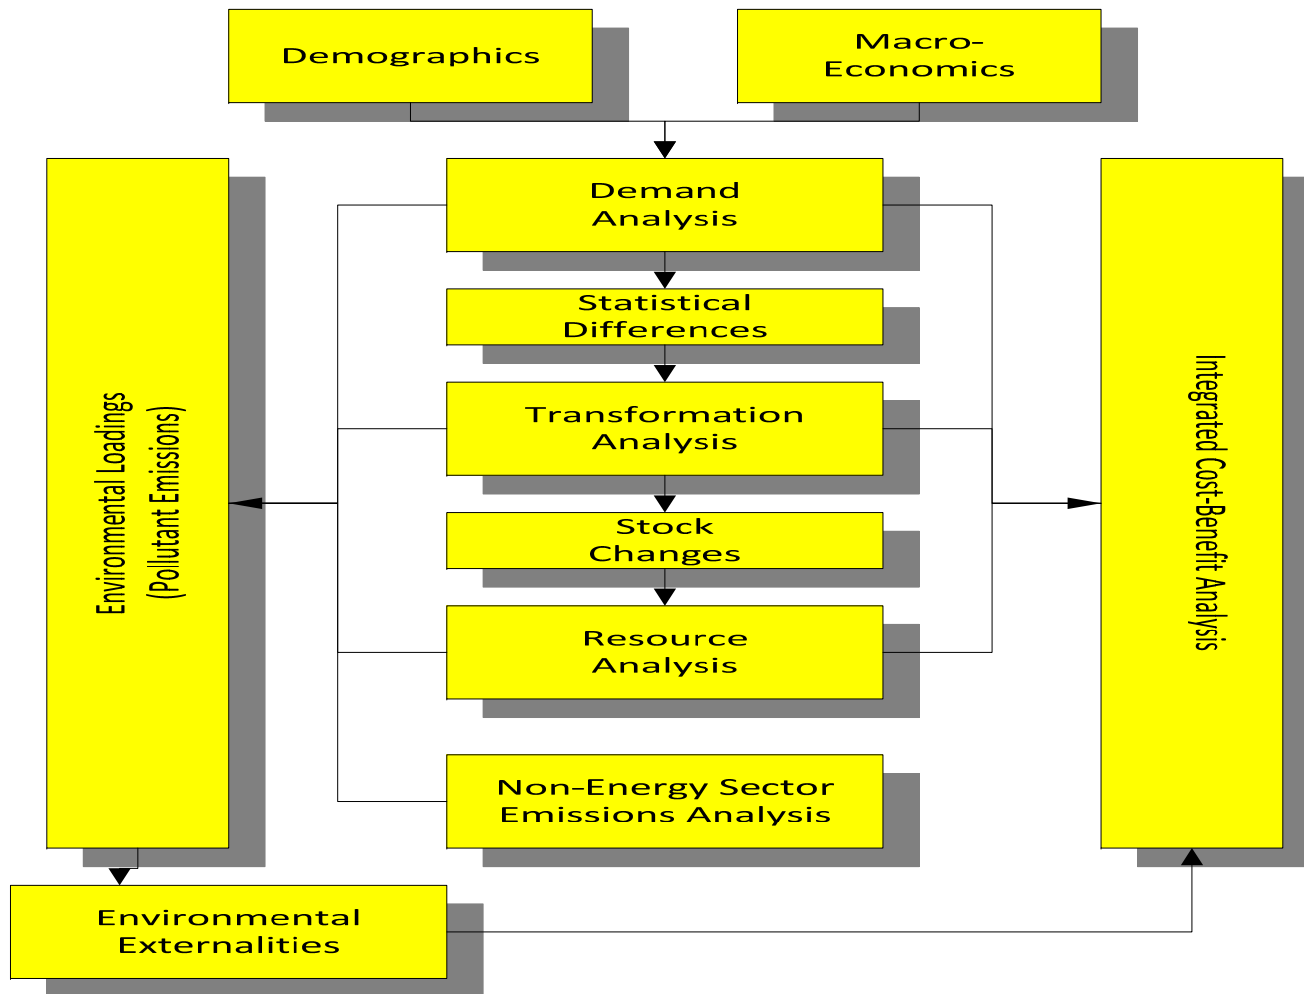 Demographics
Macro-
Economics
Demand
Analysis
Statistical
Differences
Transformation
Analysis
Stock
Changes
Resource
Analysis
Non-Energy Sector
Emissions Analysis
Environmental Loadings
(Pollutant Emissions)
Integrated Cost-Benefit Analysis
Environmental
Externalities